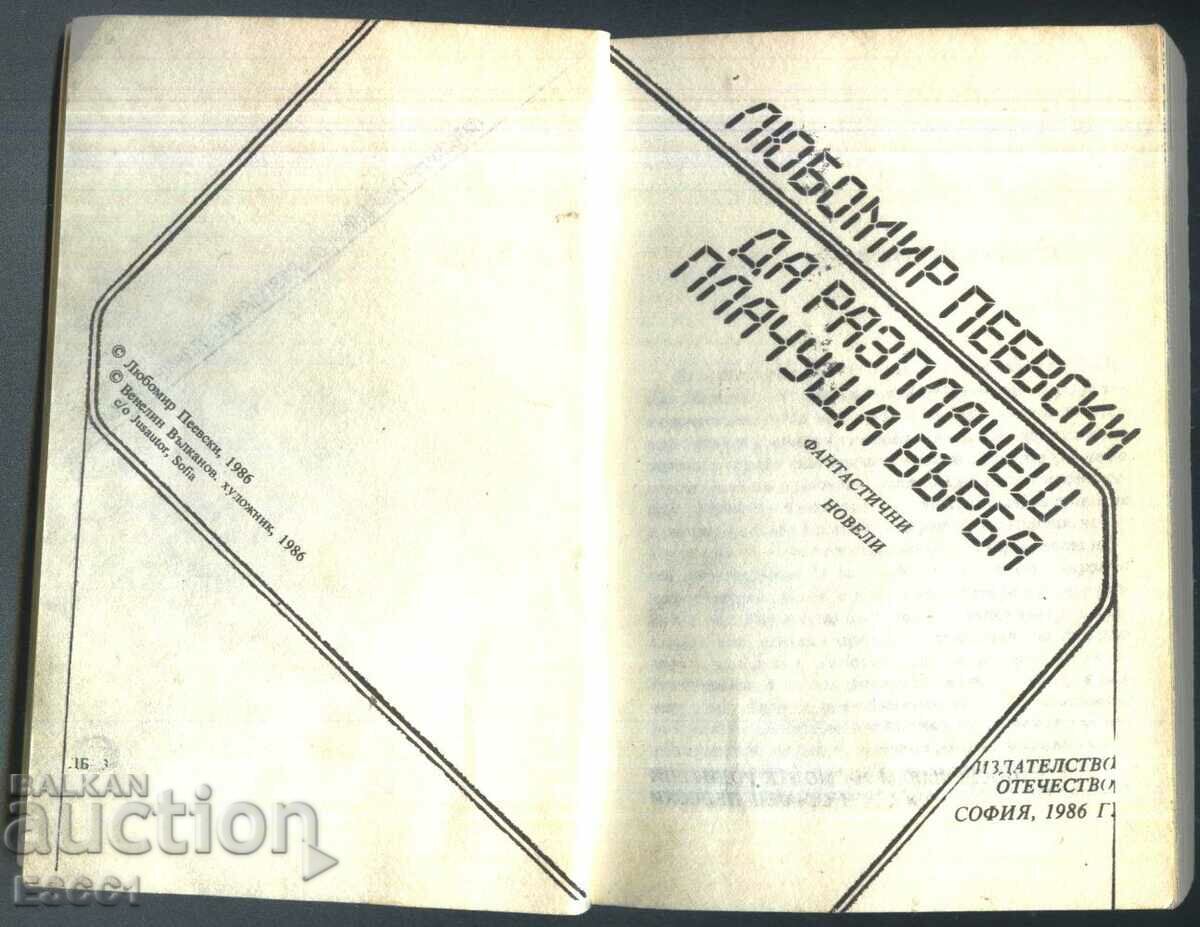 © Любомир Пеевски, 1986
© Венелин Вълканов, художник, 1986
c/o Jusautor, Sofia
ЛЮБОМИР ПЕЕВСКИ
ДА РАЗПЛАЧЕШ
ПЛАЧУЩА ВЪРБА
ФАНТАСТИЧНИ
НОВЕЛИ
ИЗДАТЕЛСТВО
ОТЕЧЕСТВО
СОФИЯ, 1986 Г.
BALKAN
auction
E8CC1